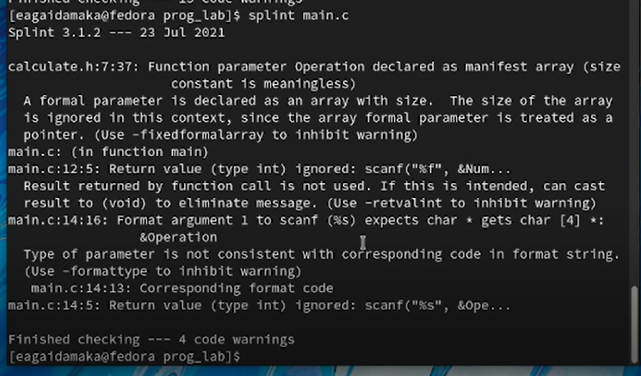 Finished checking --- 15 code warnings
[eagaidamaka@fedora prog_lab]$ splint main.c
Splint 3.1.2 --- 23 Jul 2021
calculate.h:7:37: Function parameter Operation declared as manifest array (size
constant is meaningless)
A formal parameter is declared as an array with size.  The size of the array
is ignored in this context, since the array formal parameter is treated as a
pointer. (Use -fixedformalarray to inhibit warning)
main.c: (in function main)
main.c:12:5: Return value (type int) ignored: scanf("%f", &Num...
Result returned by function call is not used. If this is intended, can cast
result to (void) to eliminate message. (Use -retvalint to inhibit warning)
main.c:14:16: Format argument 1 to scanf (%s) expects char * gets char [4] *:
&Operation
Type of parameter is not consistent with corresponding code in format string.
(Use -formattype to inhibit warning)
main.c:14:13: Corresponding format code
main.c:14:5: Return value (type int) ignored: scanf("%s", &Ope...
Finished checking --- 4 code warnings
[eagaidamaka@fedora prog_lab]$